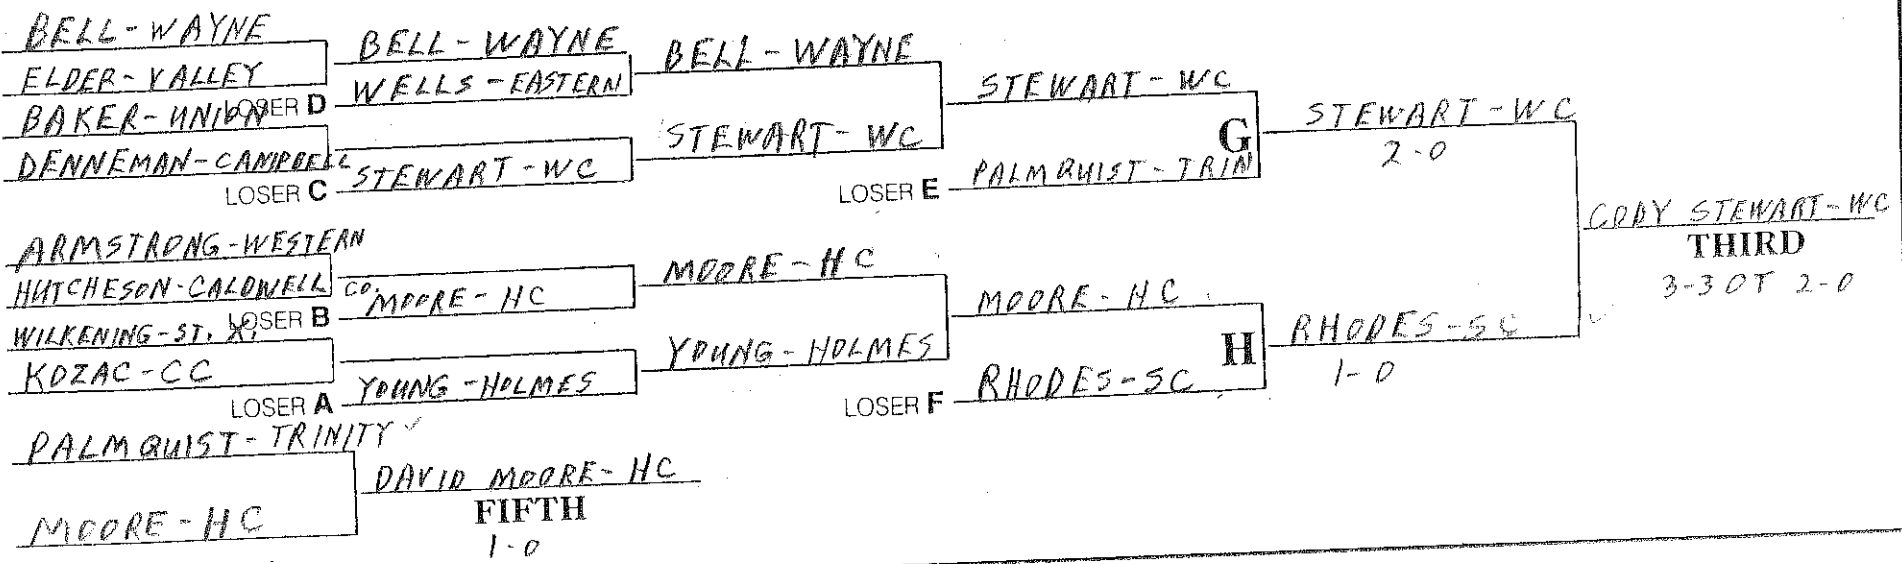 BELL-WAYNE
ELDER-VALLEY
LOSER D
BAKER-UNION
DENNEMAN-CAMPBELL
LOSER C
BELL-WAYNE
WELLS-EASTERN
STEWART-WC
BELL-WAYNE
STEWART-WC
STEWART-WC
LOSER E PALMQUIST-TRIN
G
STEWART-WC
2-0
ARMSTRONG-WESTERN
HUTCHESON-CALDWELL CO.
LOSER B
WILKENING-ST. X.
KOZAC-CC
LOSER A
MOORE-HC
YOUNG-HOLMES
MOORE-HC
YOUNG-HOLMES
MOORE-HC
LOSER F RHODES-SC
H
RHODES-SC
1-0
CODY STEWART-WC
THIRD
3-3 OT 2-0
PALMQUIST-TRINITY
MOORE-HC
DAVID MOORE-HC
FIFTH
1-0